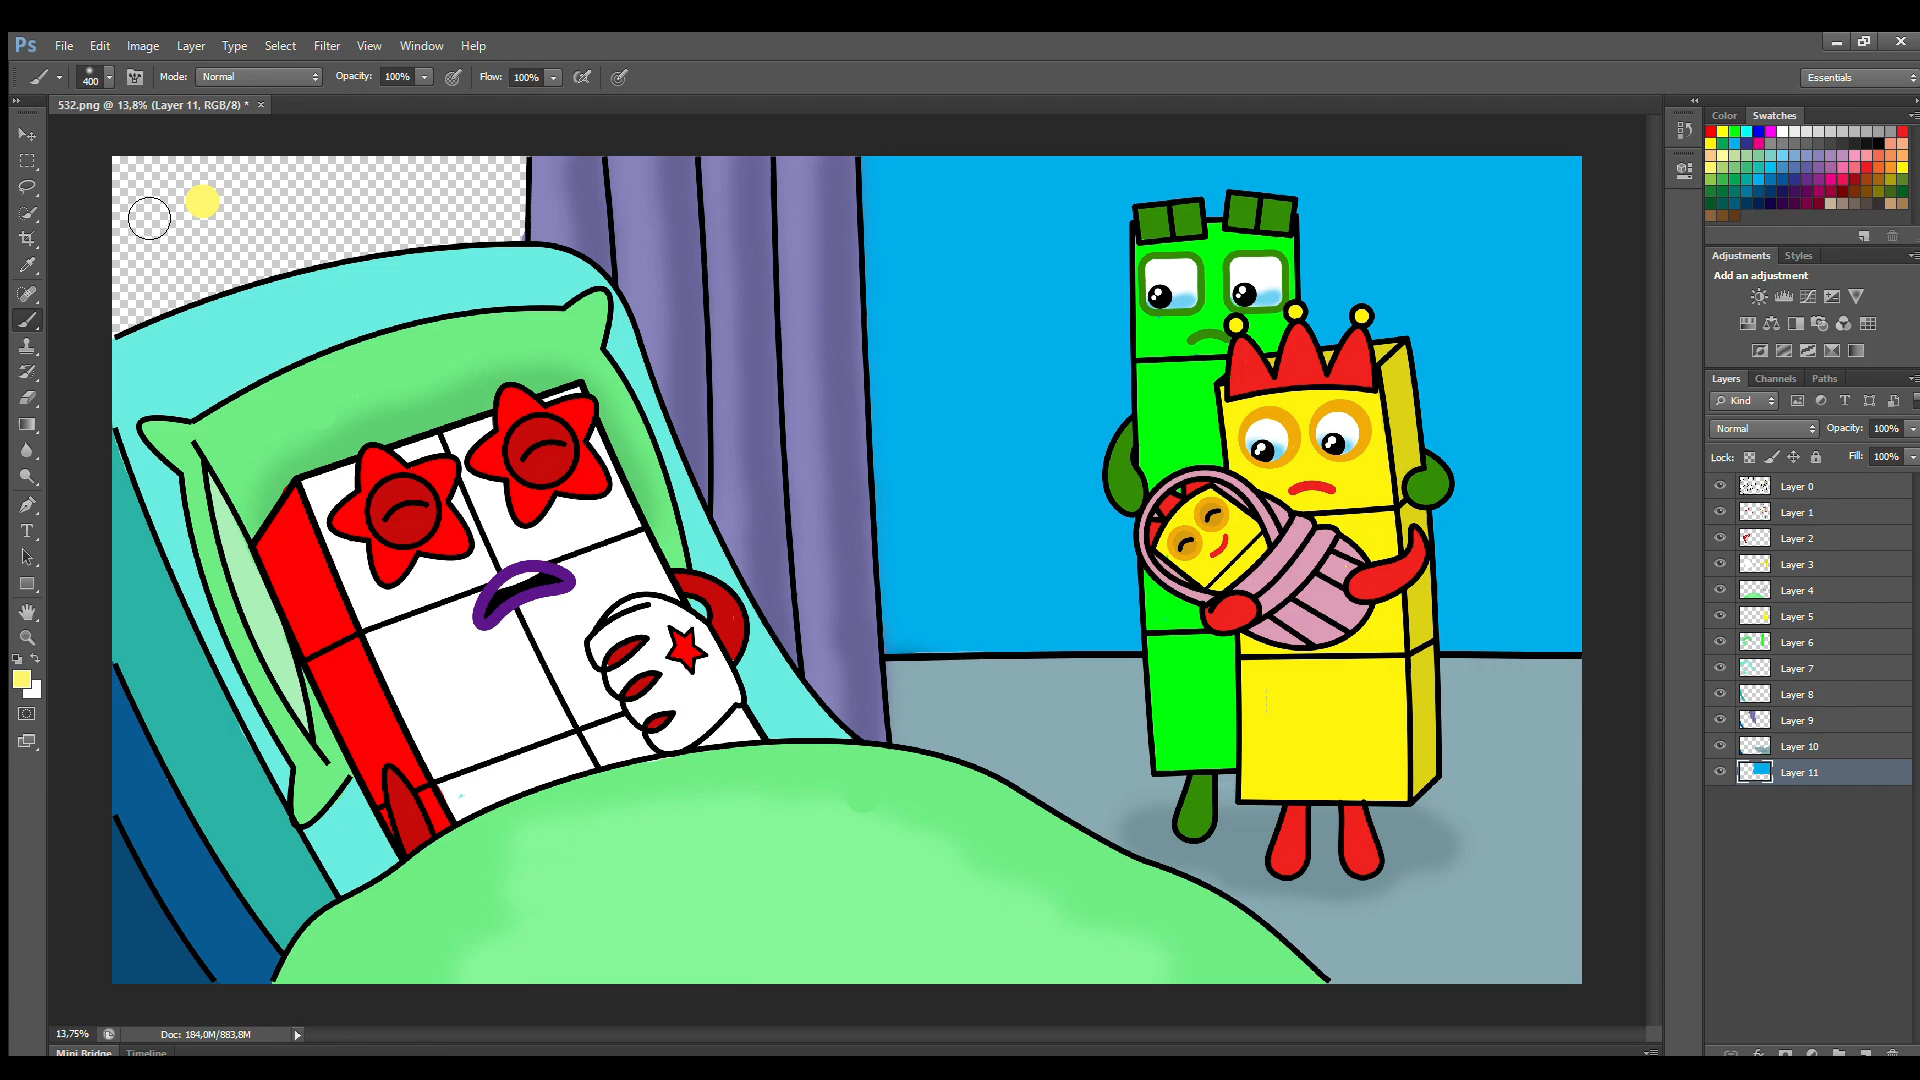 Ps File Edit Image Layer Type Select Filter View Window Help
400 Mode: Normal Opacity: 100% Flow: 100% Essentials
532.png @ 13,8% (Layer 11, RGB/8) * ×
Color Swatches
Adjustments Styles
Add an adjustment
Layers Channels Paths
Kind
Normal Opacity: 100%
Lock: Fill: 100%
Layer 0
Layer 1
Layer 2
Layer 3
Layer 4
Layer 5
Layer 6
Layer 7
Layer 8
Layer 9
Layer 10
Layer 11
13,75% Doc: 184,0M/883,8M
Mini Bridge Timeline